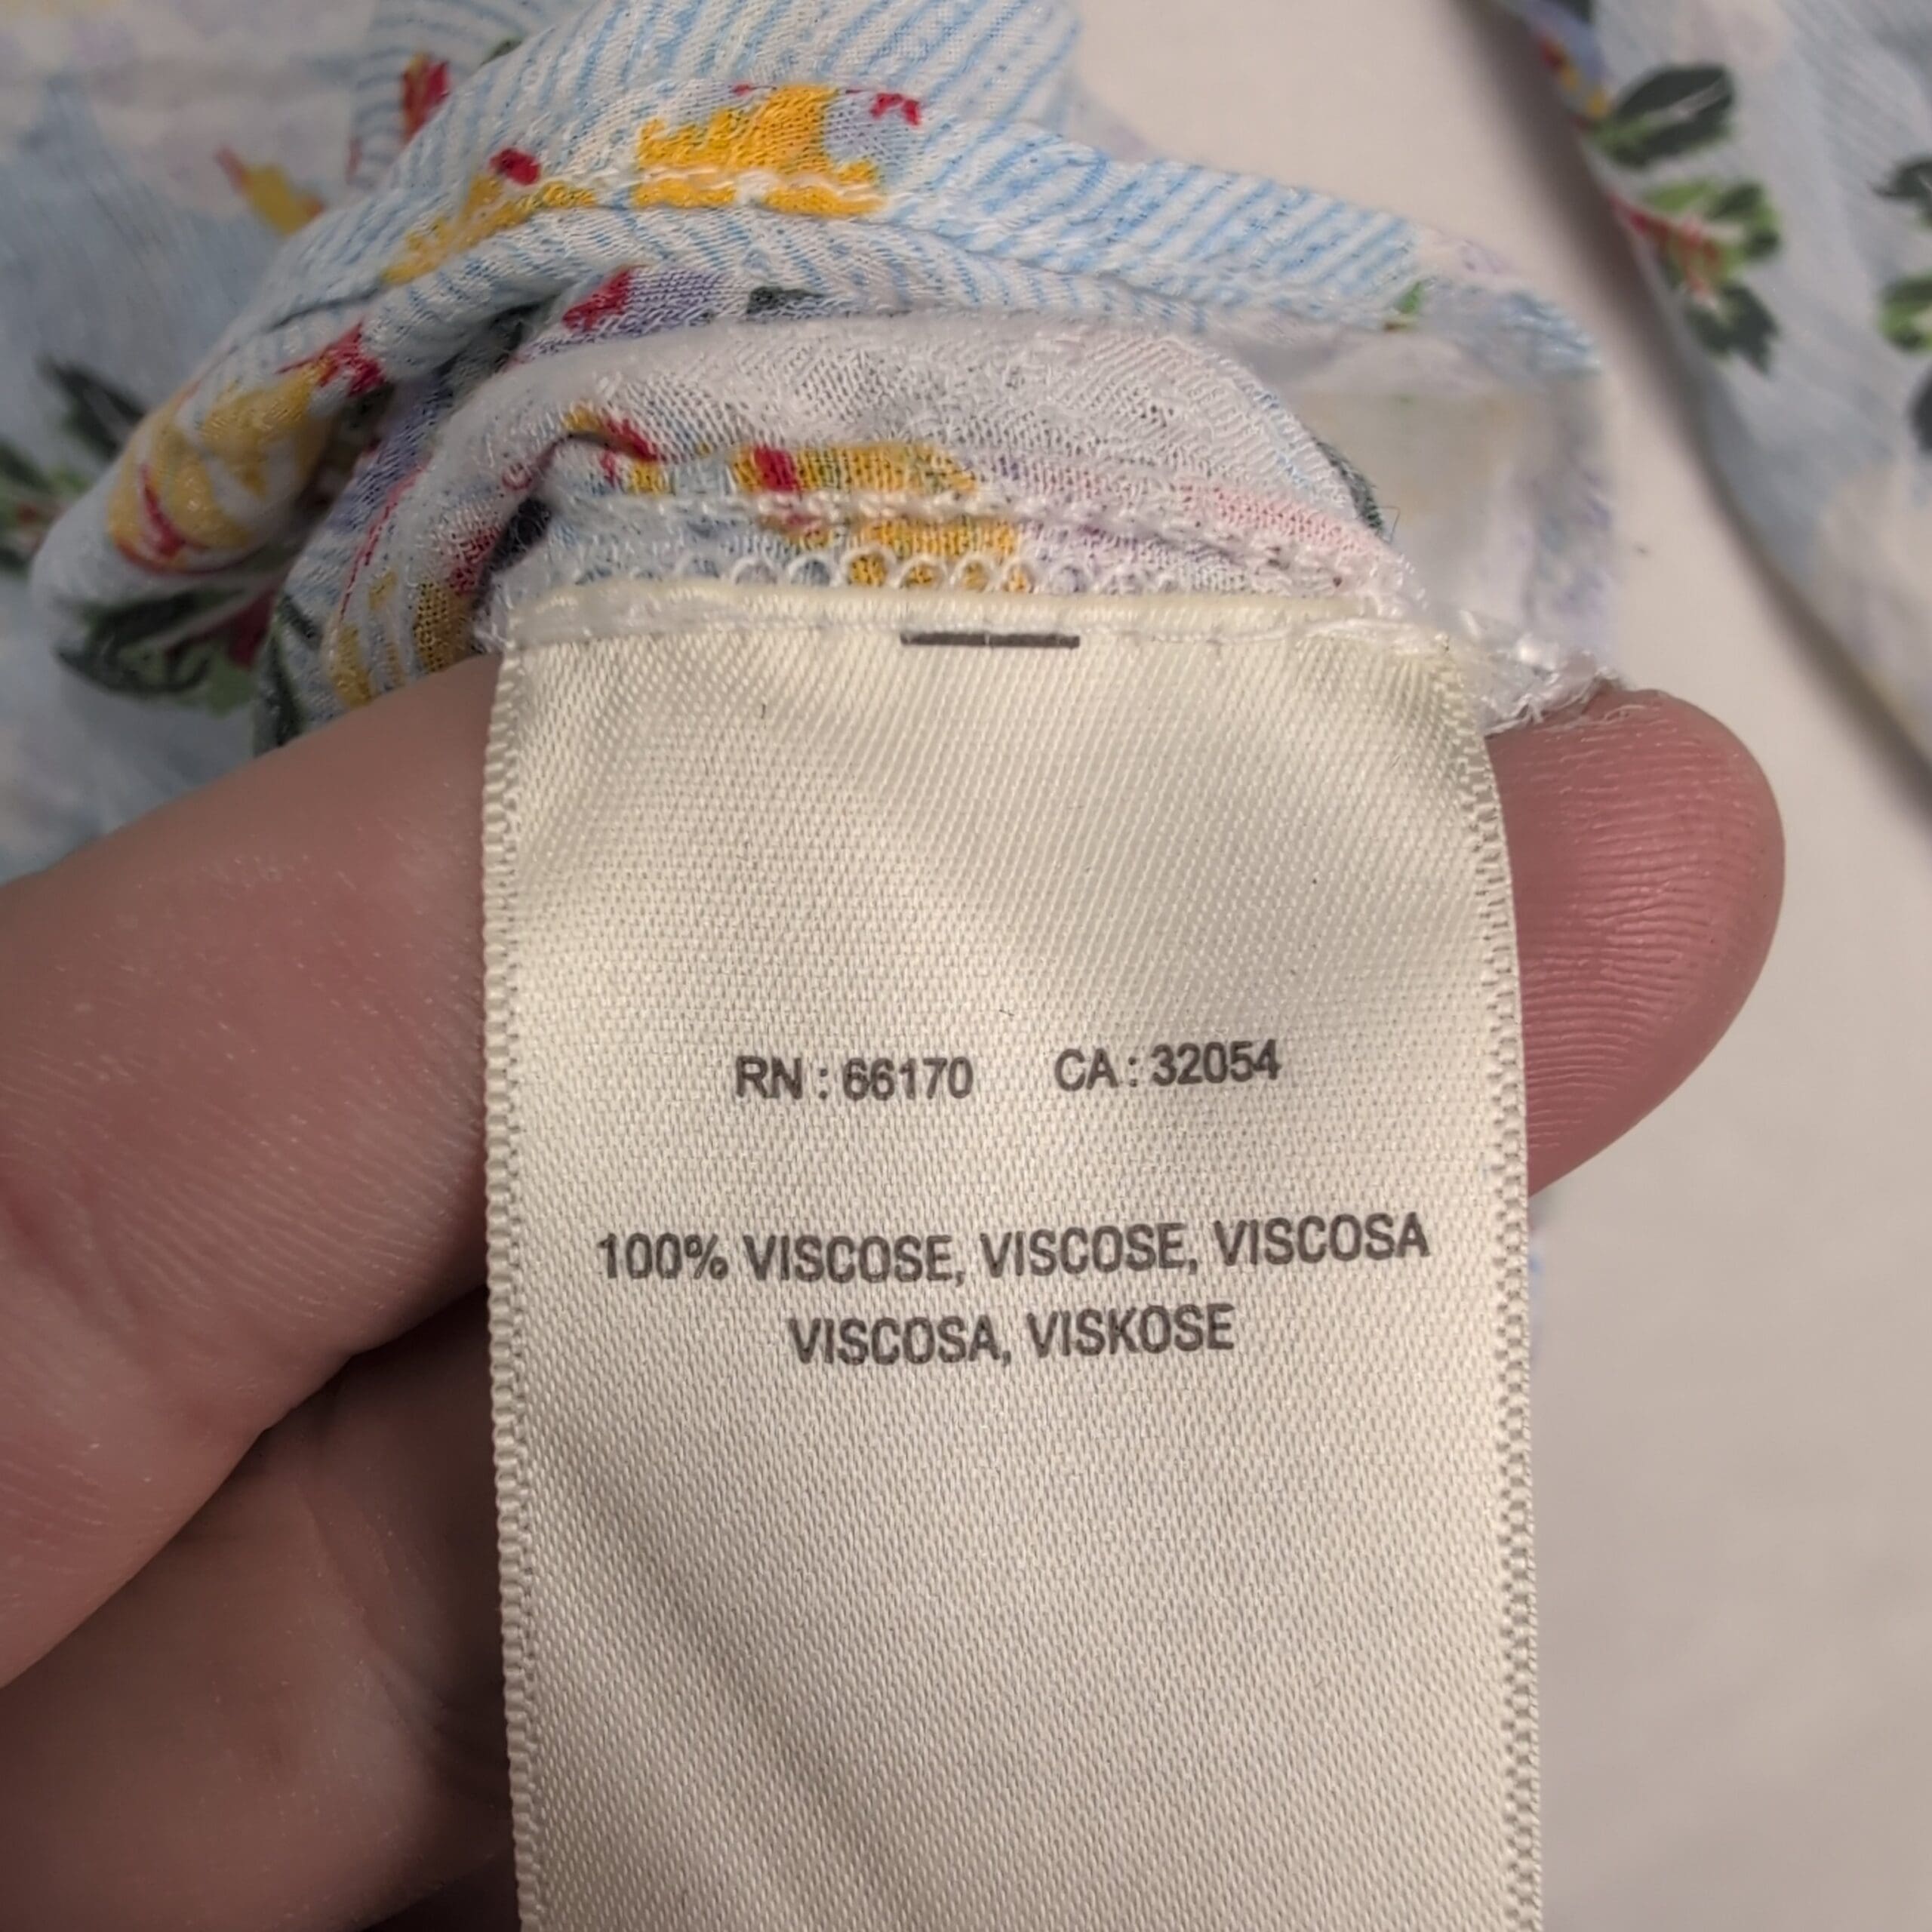 RN : 66170 CA : 32054
100% VISCOSE, VISCOSE, VISCOSA
VISCOSA, VISKOSE